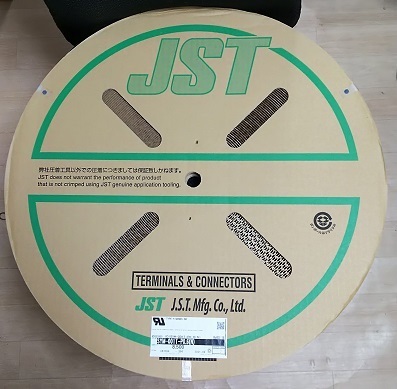 JST
弊社圧着工具以外での圧着につきましては保証致しかねます。
JST does not warrant the performance of product
that is not crimped using JST genuine application tooling.
TERMINALS & CONNECTORS
JST J.S.T. Mfg. Co., Ltd.
8,500